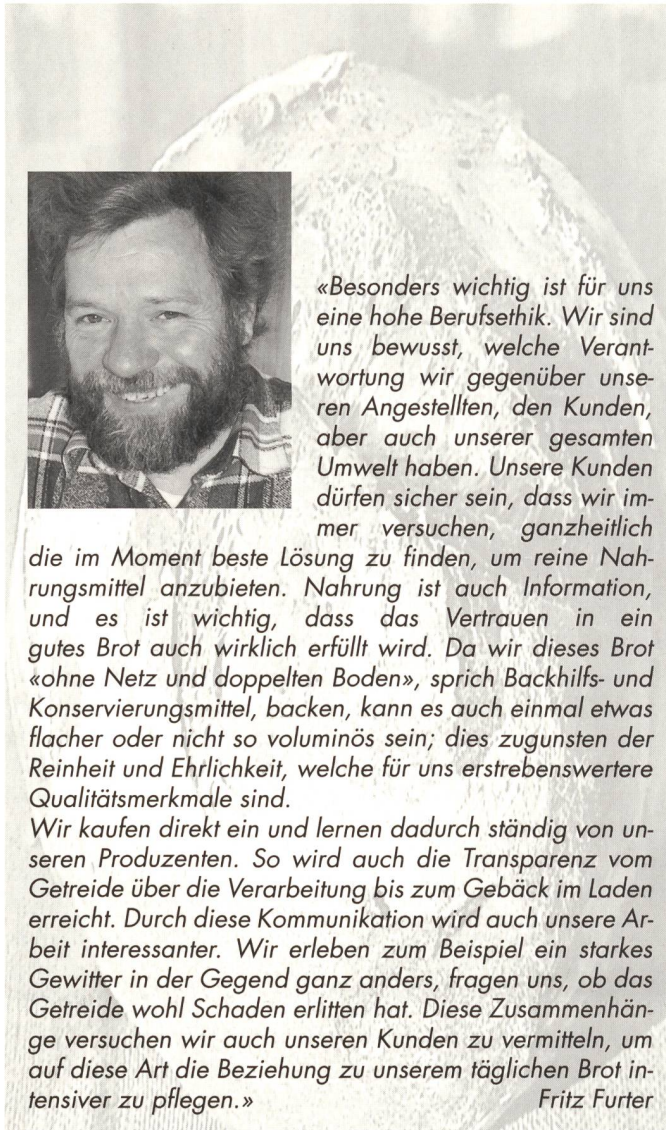 «Besonders wichtig ist für uns
eine hohe Berufsethik. Wir sind
uns bewusst, welche Verant-
wortung wir gegenüber unse-
ren Angestellten, den Kunden,
aber auch unserer gesamten
Umwelt haben. Unsere Kunden
dürfen sicher sein, dass wir im-
mer versuchen, ganzheitlich
die im Moment beste Lösung zu finden, um reine Nah-
rungsmittel anzubieten. Nahrung ist auch Information,
und es ist wichtig, dass das Vertrauen in ein
gutes Brot auch wirklich erfüllt wird. Da wir dieses Brot
«ohne Netz und doppelten Boden», sprich Backhilfs- und
Konservierungsmittel, backen, kann es auch einmal etwas
flacher oder nicht so voluminös sein; dies zugunsten der
Reinheit und Ehrlichkeit, welche für uns erstrebenswertere
Qualitätsmerkmale sind.
Wir kaufen direkt ein und lernen dadurch ständig von un-
seren Produzenten. So wird auch die Transparenz vom
Getreide über die Verarbeitung bis zum Gebäck im Laden
erreicht. Durch diese Kommunikation wird auch unsere Ar-
beit interessanter. Wir erleben zum Beispiel ein starkes
Gewitter in der Gegend ganz anders, fragen uns, ob das
Getreide wohl Schaden erlitten hat. Diese Zusammenhän-
ge versuchen wir auch unseren Kunden zu vermitteln, um
auf diese Art die Beziehung zu unserem täglichen Brot in-
tensiver zu pflegen.» Fritz Furter